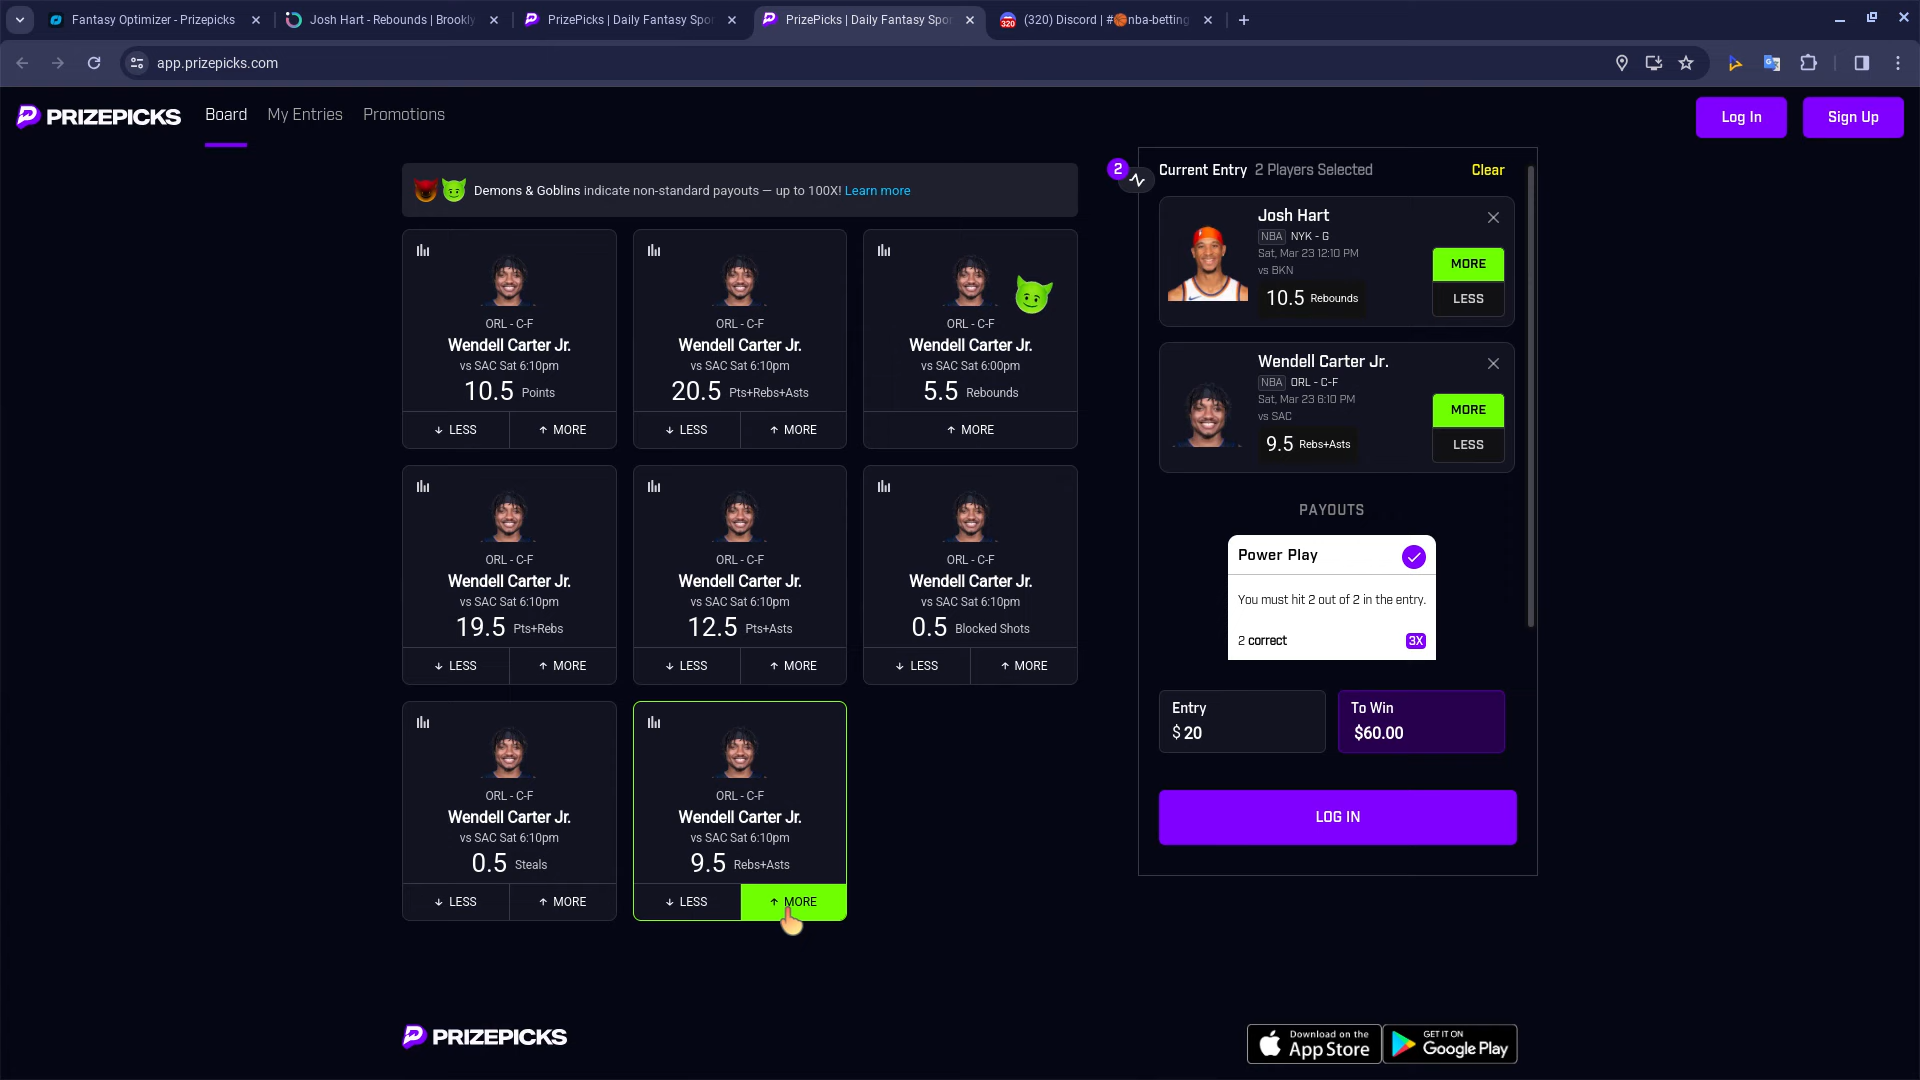 Fantasy Optimizer - Prizepicks
Josh Hart - Rebounds | Brookly
PrizePicks | Daily Fantasy Spor
PrizePicks | Daily Fantasy Spor
320
(320) Discord | #🏀nba-betting
app.prizepicks.com
PRIZEPICKS
Board
My Entries
Promotions
Log In
Sign Up
Demons & Goblins indicate non-standard payouts — up to 100X! Learn more
ORL - C-F
Wendell Carter Jr.
vs SAC Sat 6:10pm
10.5 Points
↓ LESS
↑ MORE
ORL - C-F
Wendell Carter Jr.
vs SAC Sat 6:10pm
20.5 Pts+Rebs+Asts
↓ LESS
↑ MORE
ORL - C-F
Wendell Carter Jr.
vs SAC Sat 6:00pm
5.5 Rebounds
↑ MORE
ORL - C-F
Wendell Carter Jr.
vs SAC Sat 6:10pm
19.5 Pts+Rebs
↓ LESS
↑ MORE
ORL - C-F
Wendell Carter Jr.
vs SAC Sat 6:10pm
12.5 Pts+Asts
↓ LESS
↑ MORE
ORL - C-F
Wendell Carter Jr.
vs SAC Sat 6:10pm
0.5 Blocked Shots
↓ LESS
↑ MORE
ORL - C-F
Wendell Carter Jr.
vs SAC Sat 6:10pm
0.5 Steals
↓ LESS
↑ MORE
ORL - C-F
Wendell Carter Jr.
vs SAC Sat 6:10pm
9.5 Rebs+Asts
↓ LESS
↑ MORE
2
Current Entry 2 Players Selected
Clear
Josh Hart
NBA NYK - G
Sat, Mar 23 12:10 PM
vs BKN
10.5 Rebounds
MORE
LESS
Wendell Carter Jr.
NBA ORL - C-F
Sat, Mar 23 6:10 PM
vs SAC
9.5 Rebs+Asts
MORE
LESS
PAYOUTS
Power Play
You must hit 2 out of 2 in the entry.
2 correct
3X
Entry
$ 20
To Win
$60.00
LOG IN
PRIZEPICKS
Download on the
App Store
GET IT ON
Google Play